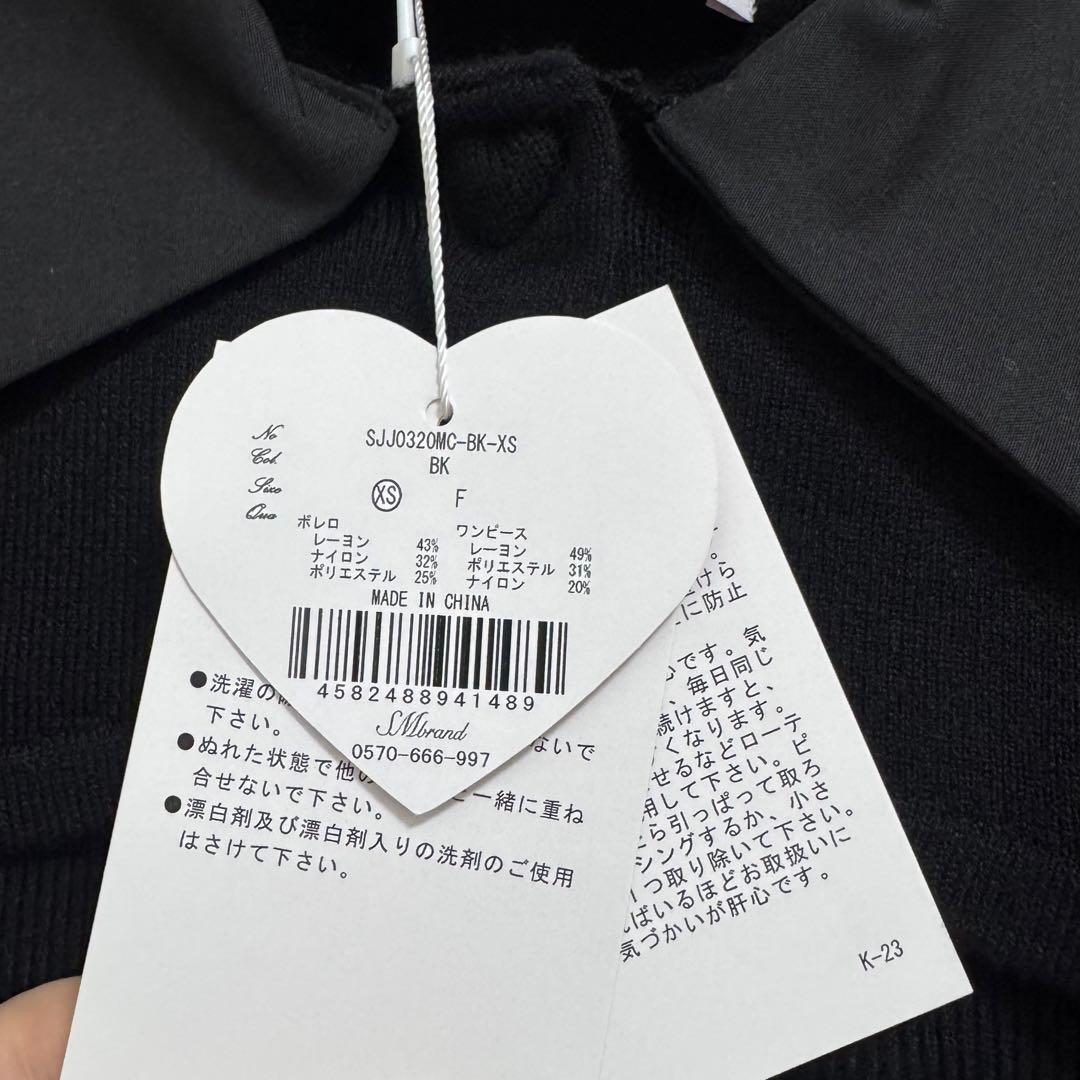 No SJJ0320MC-BK-XS
Col. BK
Size XS F
Qua
ボレロ
レーヨン 43%
ナイロン 32%
ポリエステル 25%
ワンピース
レーヨン 49%
ポリエステル 31%
ナイロン 20%
MADE IN CHINA
4582488941489
SMbrand
0570-666-997
●洗濯の
ないで
下さい。
●ぬれた状態で他の
一緒に重ね
合せないで下さい。
●漂白剤及び漂白剤入りの洗剤のご使用
はさけて下さい。
けら
に防止
です。気
毎日同じ
続けますと、
くなります。
せるなどローテ
用して下さい。ピ
ら引っぱって取ろ
シングするか、小さ
つ取り除いて下さい。
ばいるほどお取扱いに
気づかいが肝心です。
K-23